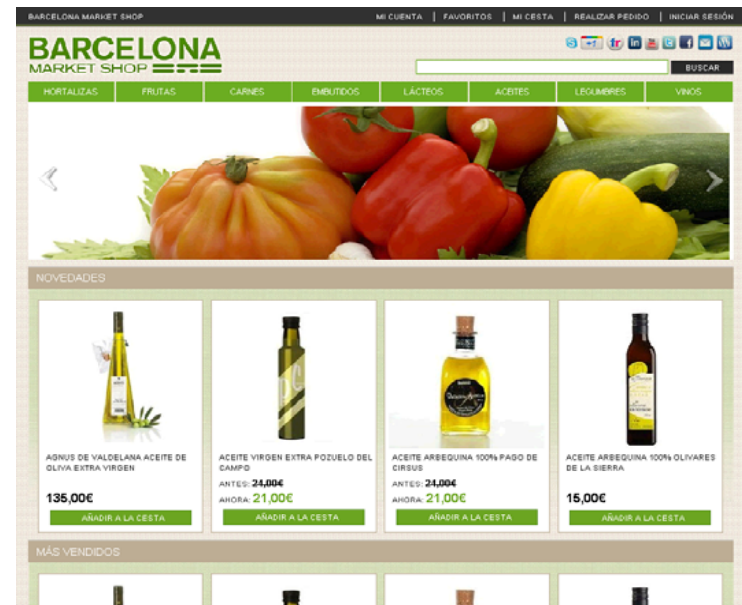 BARCELONA MARKET SHOP
MI CUENTA | FAVORITOS | MI CESTA | REALIZAR PEDIDO | INICIAR SESIÓN
BARCELONA
MARKET SHOP
BUSCAR
HORTALIZAS FRUTAS CARNES EMBUTIDOS LÁCTEOS ACEITES LEGUMBRES VINOS
NOVEDADES
AGNUS DE VALDELANA ACEITE DE
OLIVA EXTRA VIRGEN
135,00€
AÑADIR A LA CESTA
ACEITE VIRGEN EXTRA POZUELO DEL
CAMPO
ANTES: 24,00€
AHORA: 21,00€
AÑADIR A LA CESTA
ACEITE ARBEQUINA 100% PAGO DE
CIRSUS
ANTES: 24,00€
AHORA: 21,00€
AÑADIR A LA CESTA
ACEITE ARBEQUINA 100% OLIVARES
DE LA SIERRA
15,00€
AÑADIR A LA CESTA
MÁS VENDIDOS